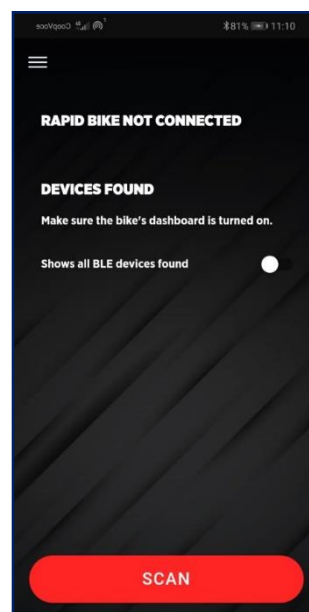 CoopVoce 81% 11:10
RAPID BIKE NOT CONNECTED
DEVICES FOUND
Make sure the bike's dashboard is turned on.
Shows all BLE devices found
SCAN